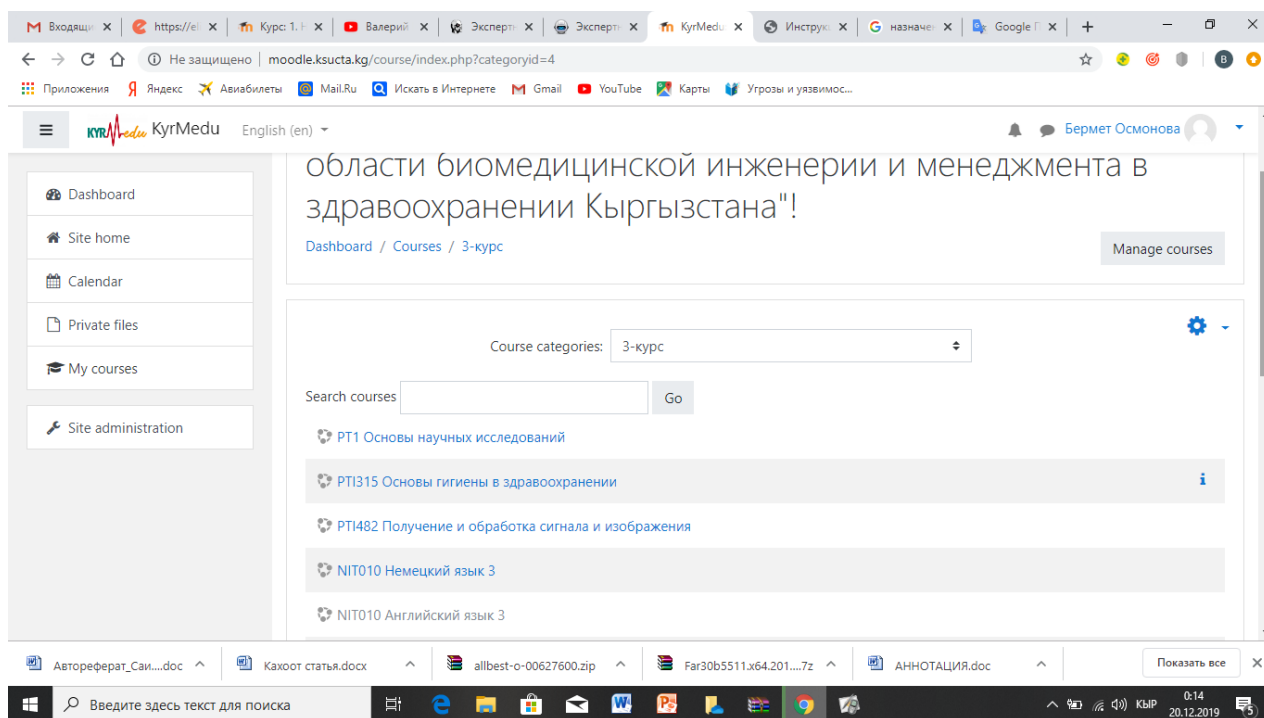 Входящи
https://el
Курс: 1. Н
Валерий
Эксперт
Эксперт
KyrMedu
Инструк
назначен
Google П
Не защищено | moodle.ksucta.kg/course/index.php?categoryid=4
B
Приложения Яндекс Авиабилеты Mail.Ru Искать в Интернете Gmail YouTube Карты Угрозы и уязвимос...
KYRMedu KyrMedu English (en) Бермет Осмонова
области биомедицинской инженерии и менеджмента в
здравоохранении Кыргызстана"!
Dashboard / Courses / 3-курс
Manage courses
Dashboard
Site home
Calendar
Private files
My courses
Site administration
Course categories: 3-курс
Search courses Go
PT1 Основы научных исследований
PTI315 Основы гигиены в здравоохранении
PTI482 Получение и обработка сигнала и изображения
NIT010 Немецкий язык 3
NIT010 Английский язык 3
Автореферат_Саи....doc
Кахоот статья.docx
allbest-o-00627600.zip
Far30b5511.x64.201....7z
АННОТАЦИЯ.doc
Показать все
Введите здесь текст для поиска
КЫР
0:14
20.12.2019
5